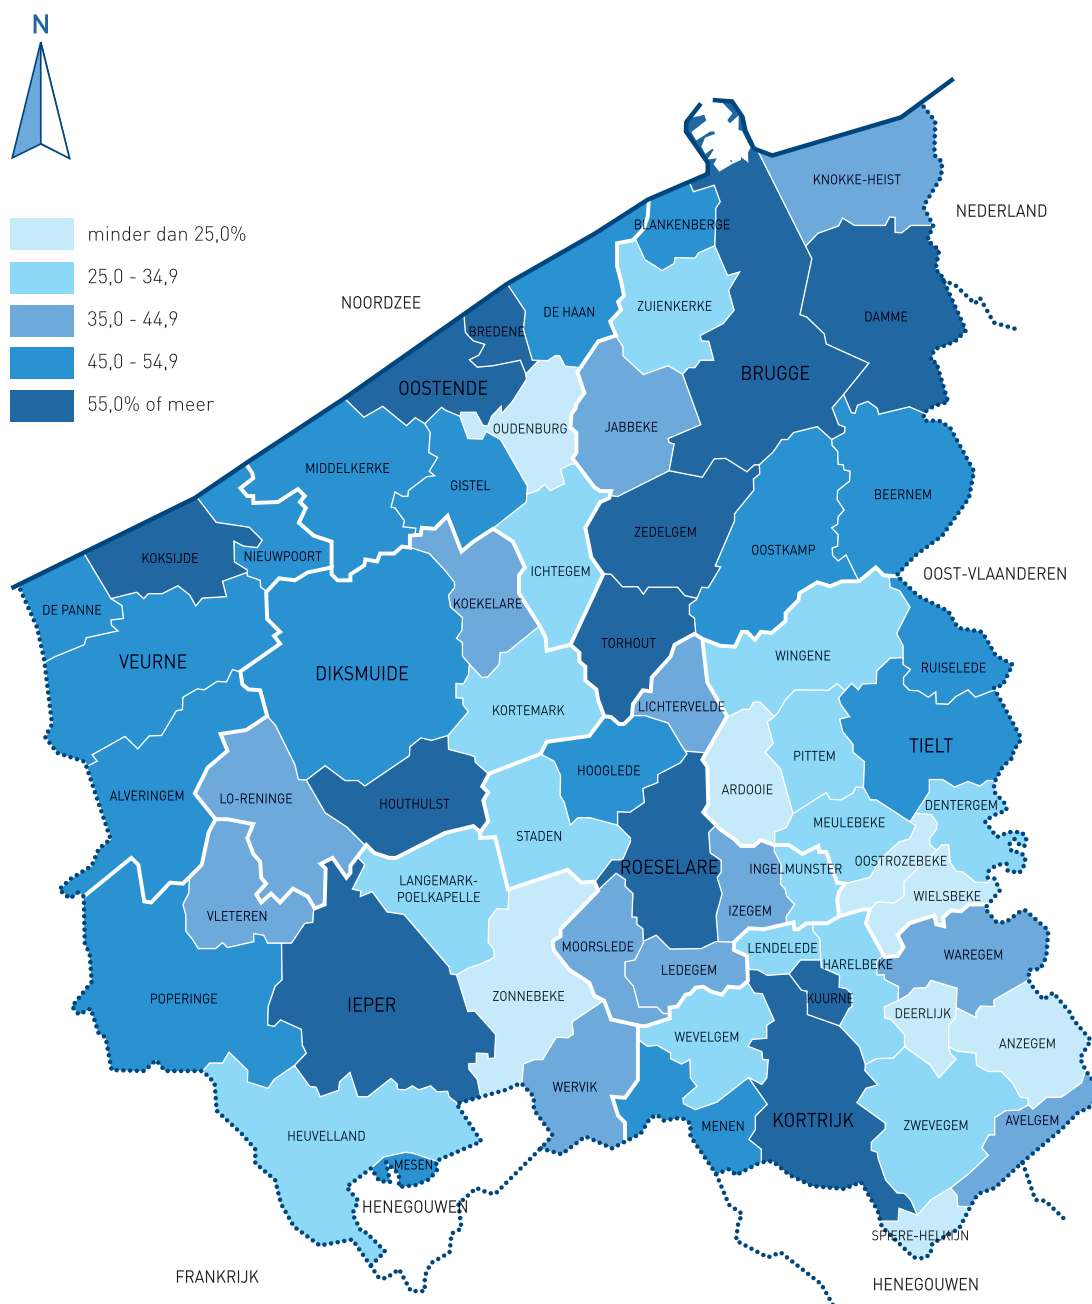 N
KNOKKE-HEIST
NEDERLAND
BLANKENBERGE
minder dan 25,0%
25,0 - 34,9
35,0 - 44,9
45,0 - 54,9
55,0% of meer
NOORDZEE
ZUIENKERKE
DE HAAN
DAMME
BREDENE
BRUGGE
OOSTENDE
OUDENBURG
JABBEKE
MIDDELKERKE
GISTEL
BEERNEM
ZEDELGEM
OOSTKAMP
KOKSIJDE
NIEUWPOORT
ICHTEGEM
OOST-VLAANDEREN
DE PANNE
KOEKELARE
TORHOUT
WINGENE
VEURNE
DIKSMUIDE
RUISELEDE
KORTEMARK
LICHTERVELDE
TIELT
PITTEM
HOOGLEDE
ARDOOIE
ALVERINGEM
LO-RENINGE
HOUTHULST
DENTERGEM
MEULEBEKE
STADEN
OOSTROZEBEKE
ROESELARE
INGELMUNSTER
LANGEMARK-
POELKAPELLE
WIELSBEKE
IZEGEM
VLETEREN
MOORSLEDE
LENDELEDE
WAREGEM
HARELBEKE
LEDEGEM
POPERINGE
ZONNEBEKE
KUURNE
IEPER
DEERLIJK
WEVELGEM
ANZEGEM
WERVIK
KORTRIJK
AVELGEM
MENEN
ZWEVEGEM
HEUVELLAND
MESEN
HENEGOUWEN
SPIERE-HELKIJN
FRANKRIJK
HENEGOUWEN